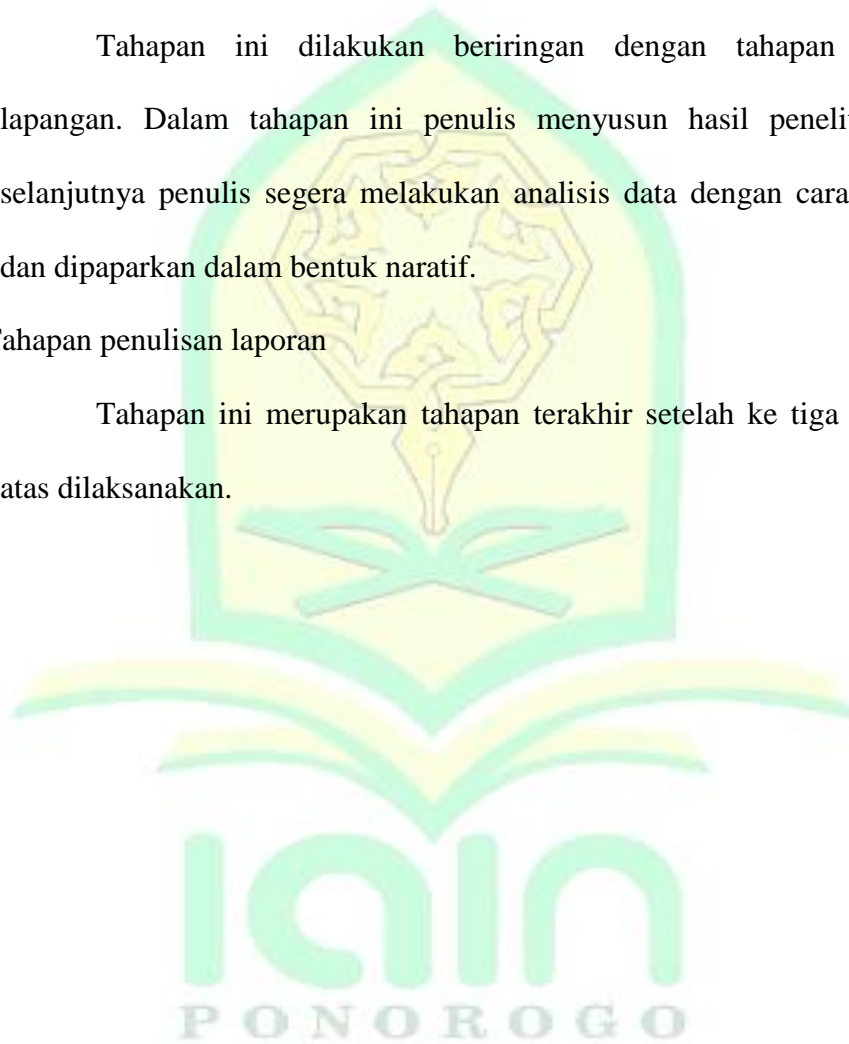 Tahapan ini dilakukan beriringan dengan tahapan
lapangan. Dalam tahapan ini penulis menyusun hasil
selanjutnya penulis segera melakukan analisis data dengan cara
dan dipaparkan dalam bentuk naratif.
penulisan laporan
Tahapan ini merupakan tahapan terakhir setelah ke tiga
atas dilaksanakan.
iain
PONOROGO